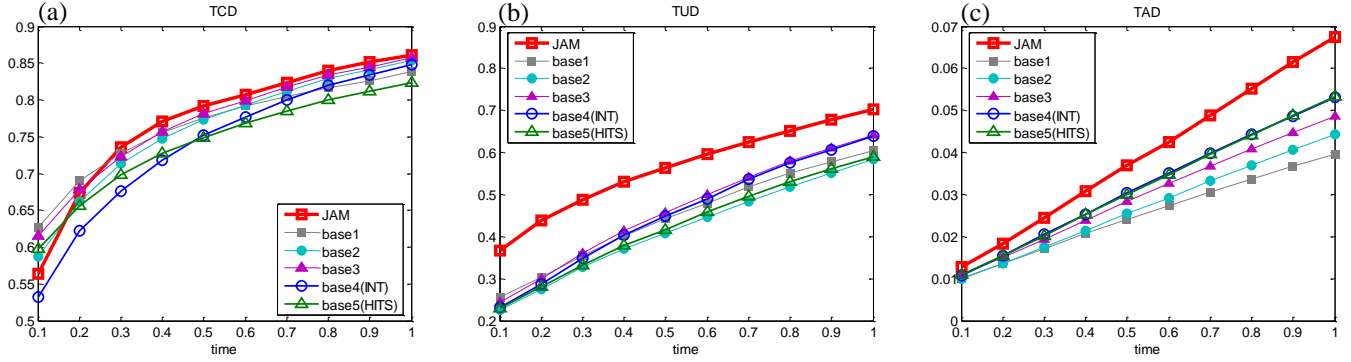 (a)
TCD
0.9
0.85
0.8
0.75
0.7
0.65
0.6
0.55
0.5
JAM
base1
base2
base3
base4(INT)
base5(HITS)
0.1 0.2 0.3 0.4 0.5 0.6 0.7 0.8 0.9 1
time
(b)
TUD
0.9
0.8
0.7
0.6
0.5
0.4
0.3
0.2
JAM
base1
base2
base3
base4(INT)
base5(HITS)
0.1 0.2 0.3 0.4 0.5 0.6 0.7 0.8 0.9 1
time
(c)
TAD
0.07
0.06
0.05
0.04
0.03
0.02
0.01
0
JAM
base1
base2
base3
base4(INT)
base5(HITS)
0.1 0.2 0.3 0.4 0.5 0.6 0.7 0.8 0.9 1
time